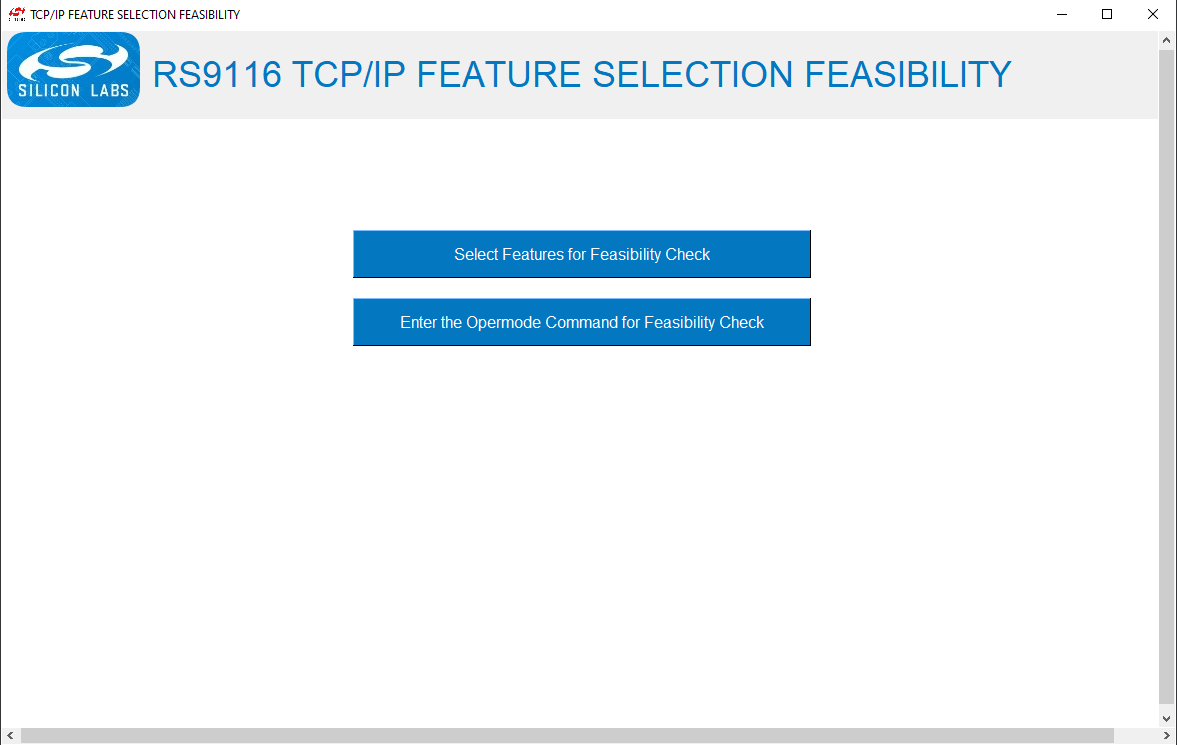 TCP/IP FEATURE SELECTION FEASIBILITY
SILICON LABS
RS9116 TCP/IP FEATURE SELECTION FEASIBILITY
Select Features for Feasibility Check
Enter the Opermode Command for Feasibility Check